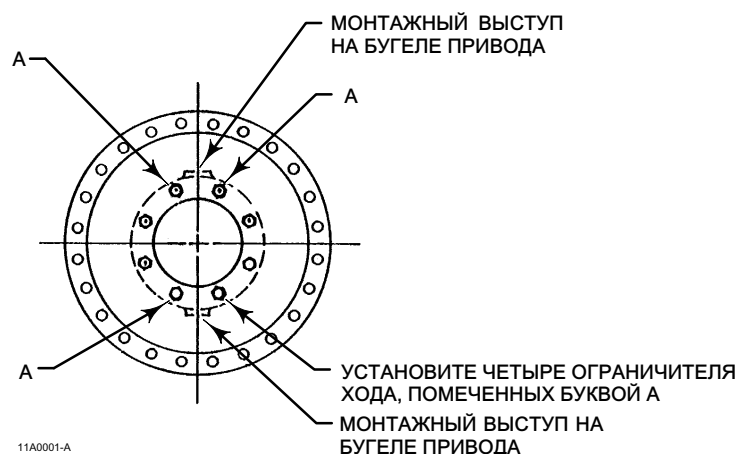 МОНТАЖНЫЙ ВЫСТУП
НА БУГЕЛЕ ПРИВОДА
A
A
A
A
УСТАНОВИТЕ ЧЕТЫРЕ ОГРАНИЧИТЕЛЯ
ХОДА, ПОМЕЧЕННЫХ БУКВОЙ A
МОНТАЖНЫЙ ВЫСТУП НА
БУГЕЛЕ ПРИВОДА
11A0001-A